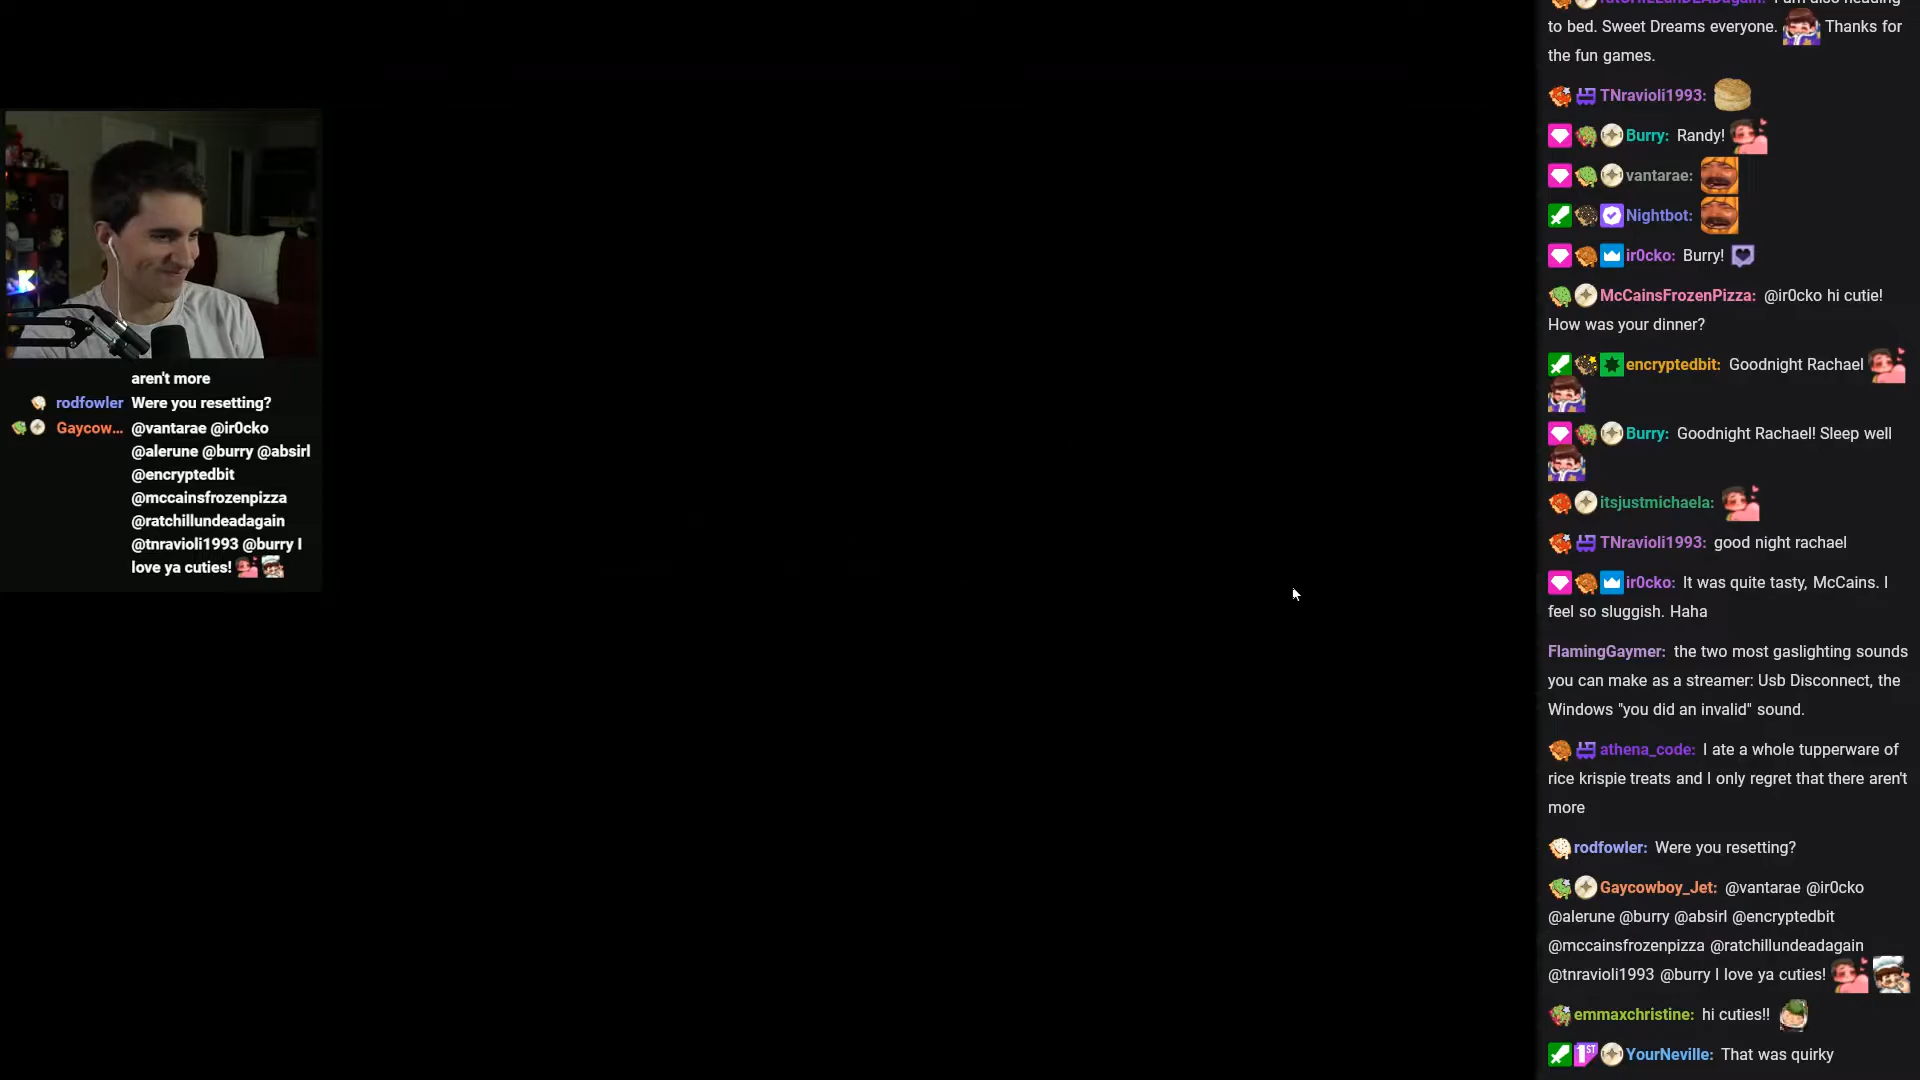 aren't more
rodfowler Were you resetting?
Gaycow... @vantarae @ir0cko
@alerune @burry @absirl
@encryptedbit
@mccainsfrozenpizza
@ratchillundeadagain
@tnravioli1993 @burry I
love ya cuties!
to bed. Sweet Dreams everyone. Thanks for
the fun games.
TNravioli1993:
Burry: Randy!
vantarae:
Nightbot:
ir0cko: Burry!
McCainsFrozenPizza: @ir0cko hi cutie!
How was your dinner?
encryptedbit: Goodnight Rachael
Burry: Goodnight Rachael! Sleep well
itsjustmichaela:
TNravioli1993: good night rachael
ir0cko: It was quite tasty, McCains. I
feel so sluggish. Haha
FlamingGaymer: the two most gaslighting sounds
you can make as a streamer: Usb Disconnect, the
Windows "you did an invalid" sound.
athena_code: I ate a whole tupperware of
rice krispie treats and I only regret that there aren't
more
rodfowler: Were you resetting?
Gaycowboy_Jet: @vantarae @ir0cko
@alerune @burry @absirl @encryptedbit
@mccainsfrozenpizza @ratchillundeadagain
@tnravioli1993 @burry I love ya cuties!
emmaxchristine: hi cuties!!
1ST YourNeville: That was quirky